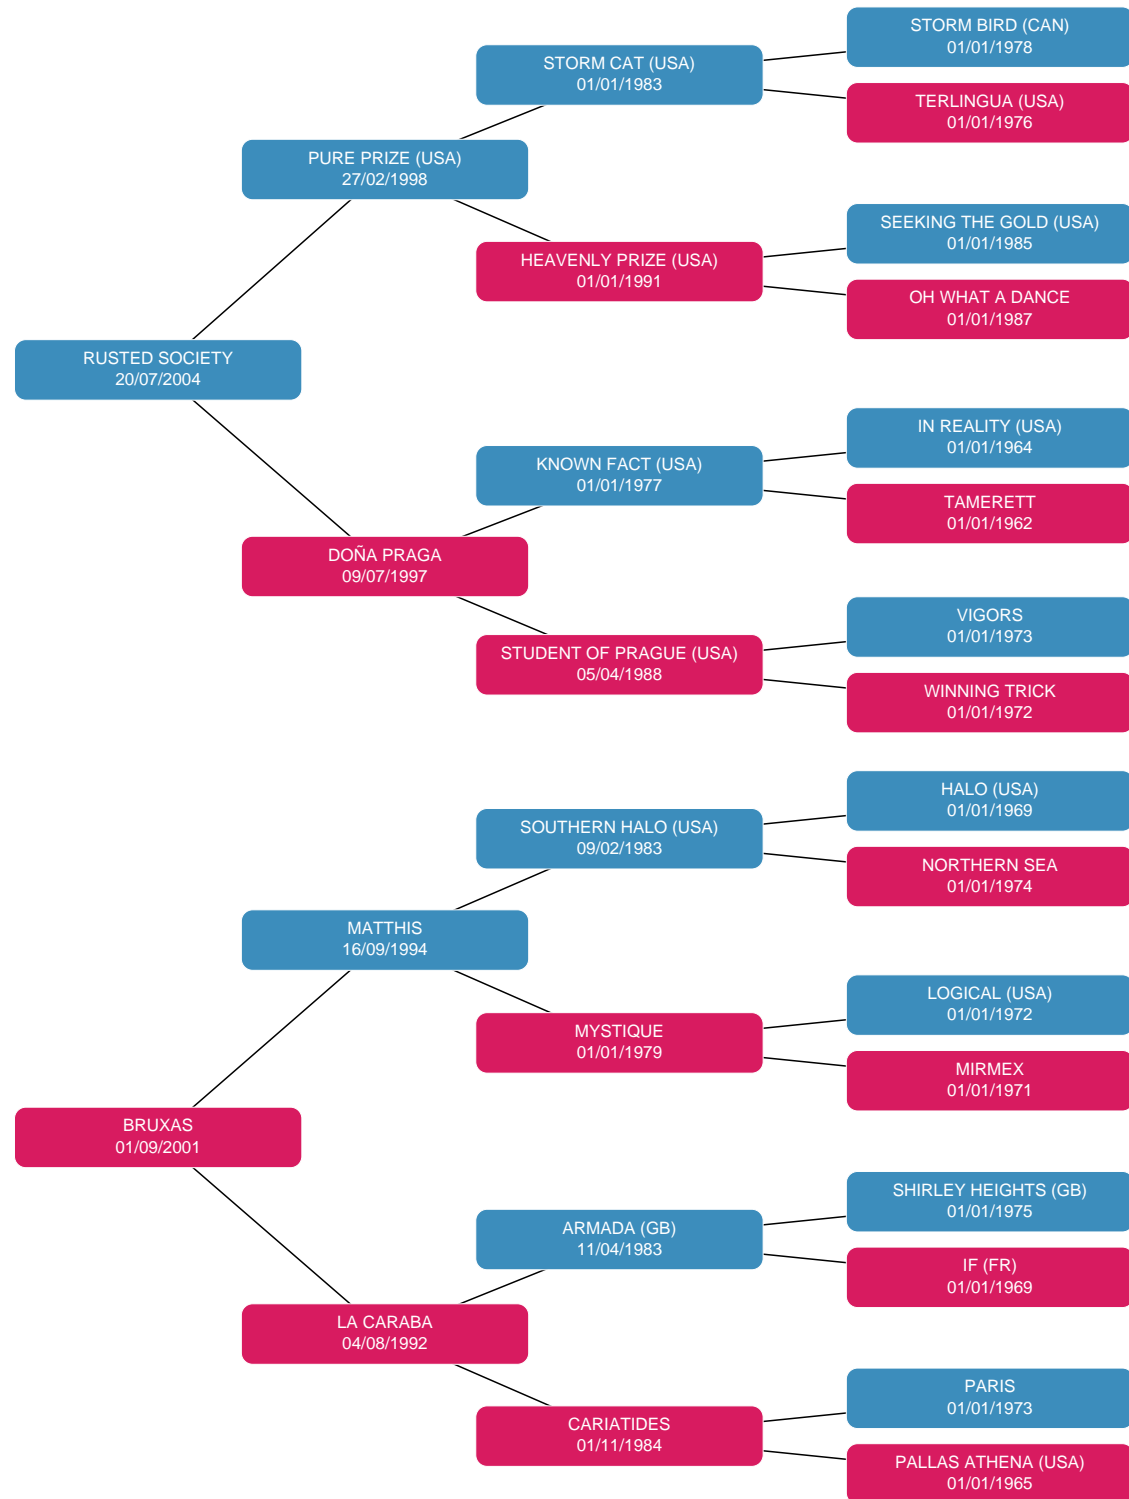 STORM BIRD (CAN)
01/01/1978
STORM CAT (USA)
01/01/1983
TERLINGUA (USA)
01/01/1976
PURE PRIZE (USA)
27/02/1998
SEEKING THE GOLD (USA)
01/01/1985
HEAVENLY PRIZE (USA)
01/01/1991
OH WHAT A DANCE
01/01/1987
RUSTED SOCIETY
20/07/2004
IN REALITY (USA)
01/01/1964
KNOWN FACT (USA)
01/01/1977
TAMERETT
01/01/1962
DOÑA PRAGA
09/07/1997
VIGORS
01/01/1973
STUDENT OF PRAGUE (USA)
05/04/1988
WINNING TRICK
01/01/1972
HALO (USA)
01/01/1969
SOUTHERN HALO (USA)
09/02/1983
NORTHERN SEA
01/01/1974
MATTHIS
16/09/1994
LOGICAL (USA)
01/01/1972
MYSTIQUE
01/01/1979
MIRMEX
01/01/1971
BRUXAS
01/09/2001
SHIRLEY HEIGHTS (GB)
01/01/1975
ARMADA (GB)
11/04/1983
IF (FR)
01/01/1969
LA CARABA
04/08/1992
PARIS
01/01/1973
CARIATIDES
01/11/1984
PALLAS ATHENA (USA)
01/01/1965